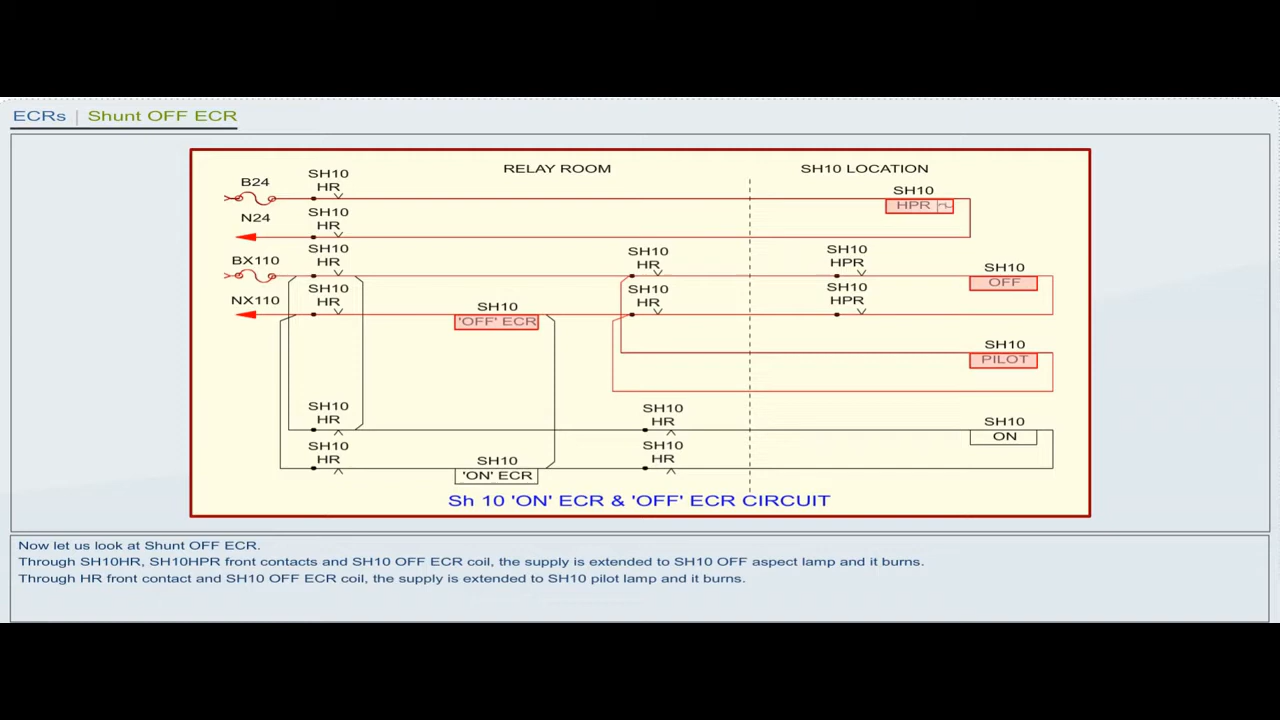 ECRs | Shunt OFF ECR
RELAY ROOM
SH10 LOCATION
B24
SH10
HR
SH10
HPR
N24
SH10
HR
BX110
SH10
HR
SH10
HR
SH10
HPR
SH10
OFF
NX110
SH10
HR
SH10
'OFF' ECR
SH10
HR
SH10
HPR
SH10
PILOT
SH10
HR
SH10
HR
SH10
ON
SH10
HR
SH10
'ON' ECR
SH10
HR
Sh 10 'ON' ECR & 'OFF' ECR CIRCUIT
Now let us look at Shunt OFF ECR.
Through SH10HR, SH10HPR front contacts and SH10 OFF ECR coil, the supply is extended to SH10 OFF aspect lamp and it burns.
Through HR front contact and SH10 OFF ECR coil, the supply is extended to SH10 pilot lamp and it burns.